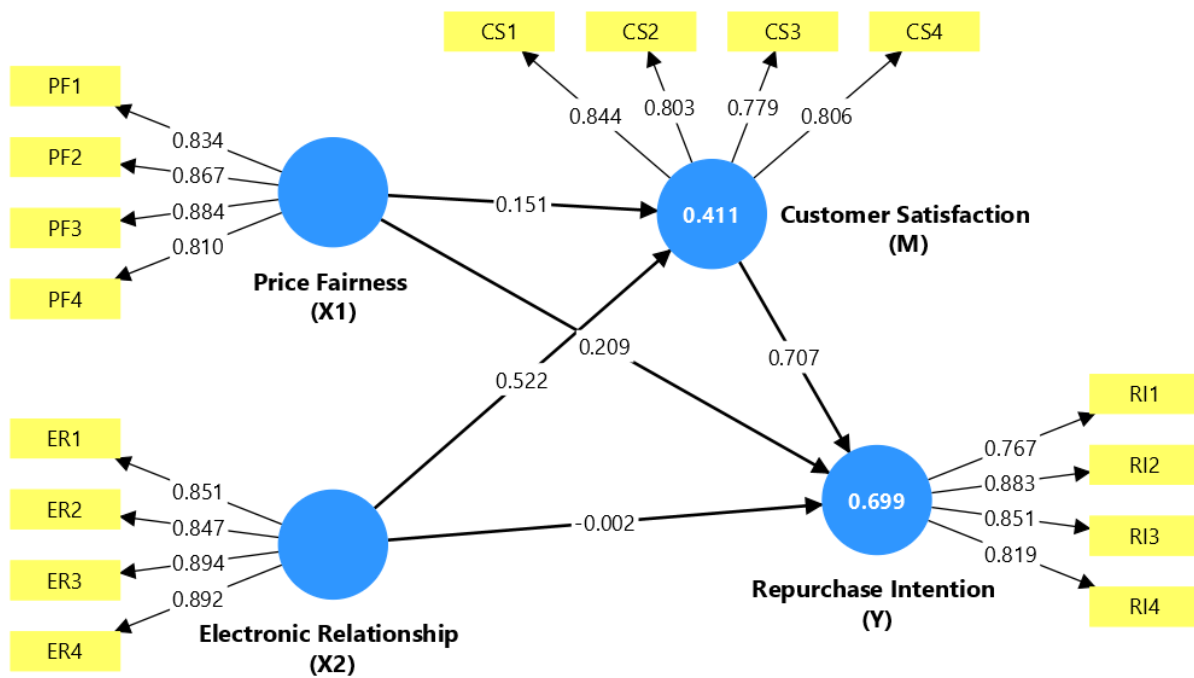 CS1
CS2
CS3
CS4
PF1
PF2
PF3
PF4
0.834
0.867
0.884
0.810
0.844
0.803
0.779
0.806
Price Fairness
(X1)
0.151
0.411
Customer Satisfaction
(M)
0.209
0.522
0.707
ER1
ER2
ER3
ER4
0.851
0.847
0.894
0.892
Electronic Relationship
(X2)
-0.002
0.699
Repurchase Intention
(Y)
0.767
0.883
0.851
0.819
RI1
RI2
RI3
RI4